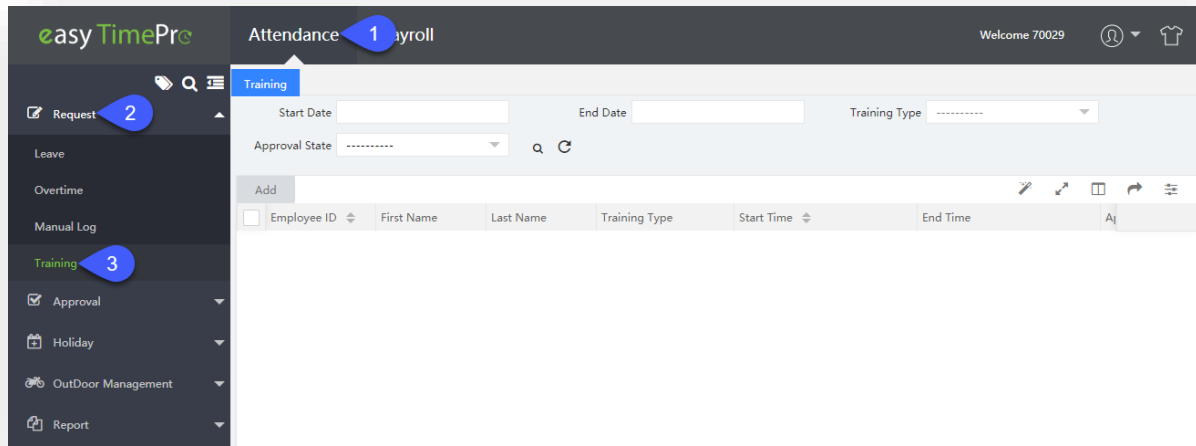 easy TimePro
Attendance 1 ayroll Welcome 70029
Training
Request 2
Start Date End Date Training Type ----------
Approval State ----------
Leave
Overtime
Add
Employee ID First Name Last Name Training Type Start Time End Time
Manual Log
Training 3
Approval
Holiday
OutDoor Management
Report